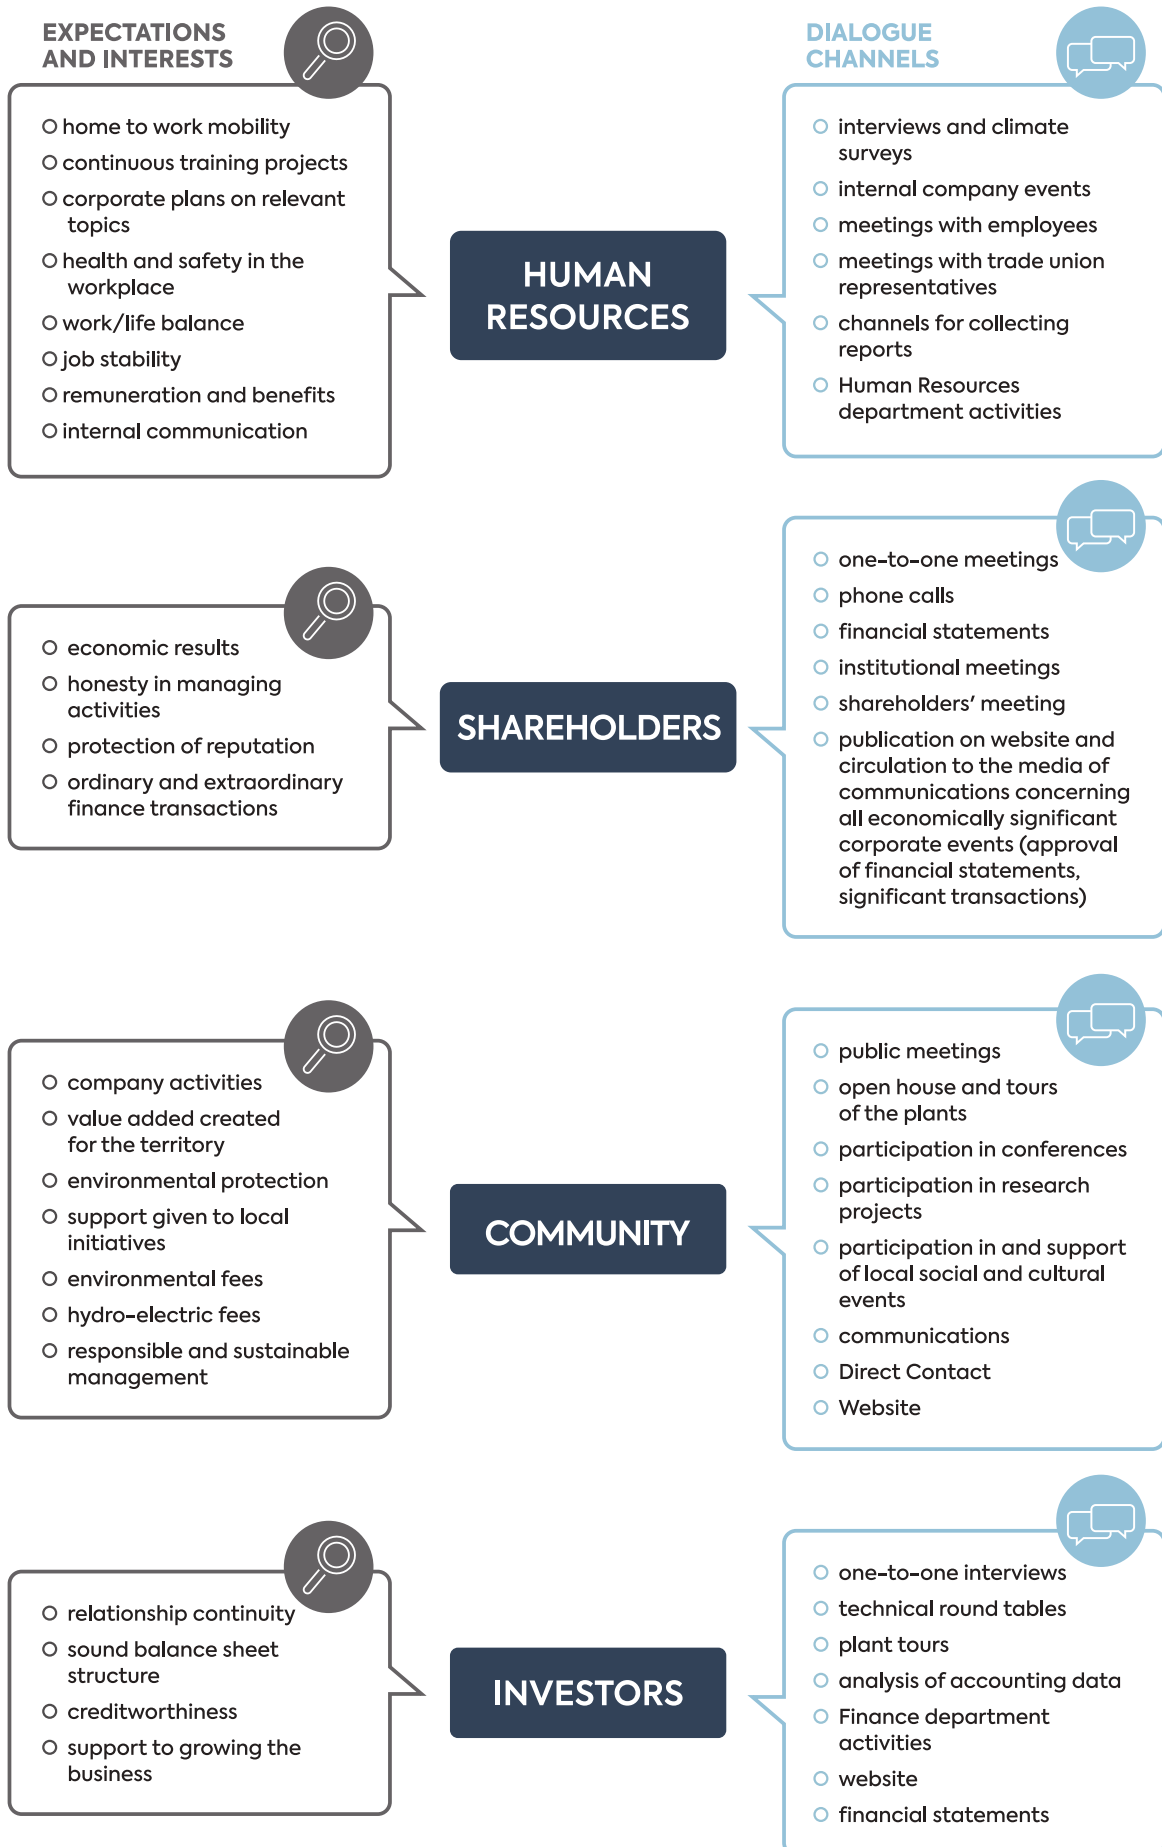 EXPECTATIONS
AND INTERESTS
DIALOGUE
CHANNELS
home to work mobility
continuous training projects
corporate plans on relevant
topics
health and safety in the
workplace
work/life balance
job stability
remuneration and benefits
internal communication
HUMAN
RESOURCES
interviews and climate
surveys
internal company events
meetings with employees
meetings with trade union
representatives
channels for collecting
reports
Human Resources
department activities
economic results
honesty in managing
activities
protection of reputation
ordinary and extraordinary
finance transactions
SHAREHOLDERS
one-to-one meetings
phone calls
financial statements
institutional meetings
shareholders' meeting
publication on website and
circulation to the media of
communications concerning
all economically significant
corporate events (approval
of financial statements,
significant transactions)
company activities
value added created
for the territory
environmental protection
support given to local
initiatives
environmental fees
hydro-electric fees
responsible and sustainable
management
COMMUNITY
public meetings
open house and tours
of the plants
participation in conferences
participation in research
projects
participation in and support
of local social and cultural
events
communications
Direct Contact
Website
relationship continuity
sound balance sheet
structure
creditworthiness
support to growing the
business
INVESTORS
one-to-one interviews
technical round tables
plant tours
analysis of accounting data
Finance department
activities
website
financial statements